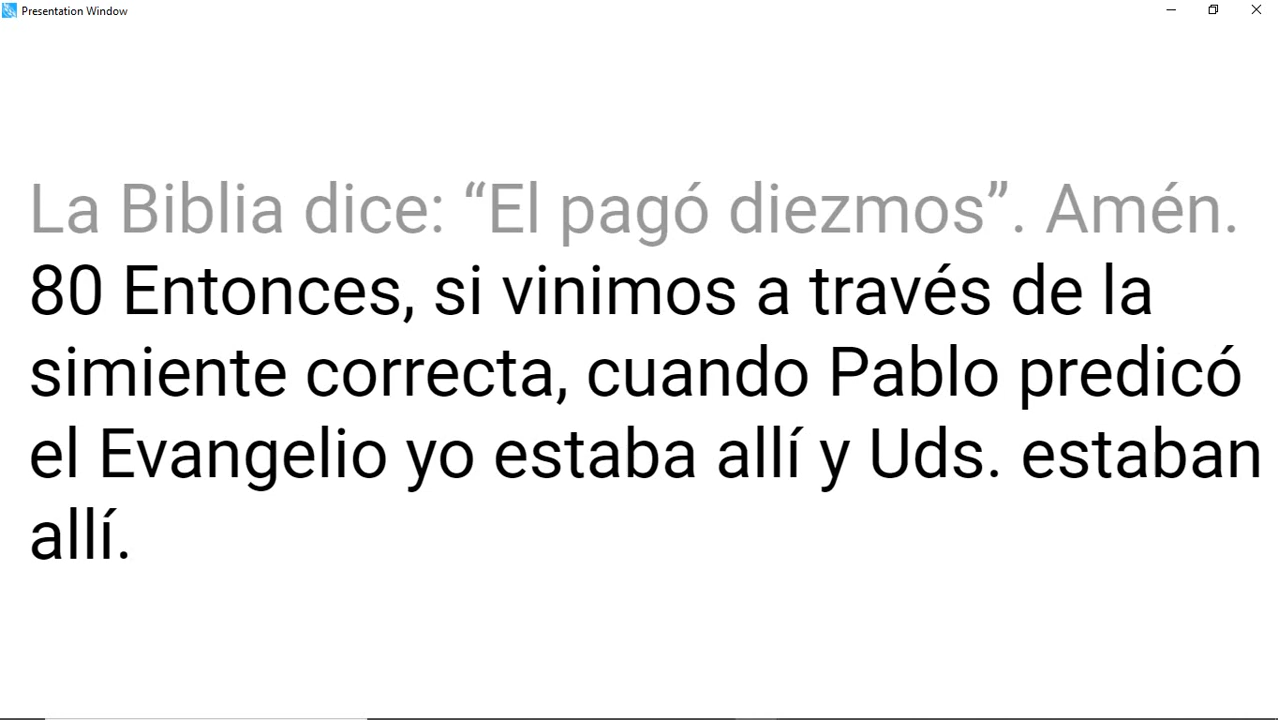 Presentation Window
La Biblia dice: “El pagó diezmos”. Amén.
80 Entonces, si vinimos a través de la
simiente correcta, cuando Pablo predicó
el Evangelio yo estaba allí y Uds. estaban
allí.